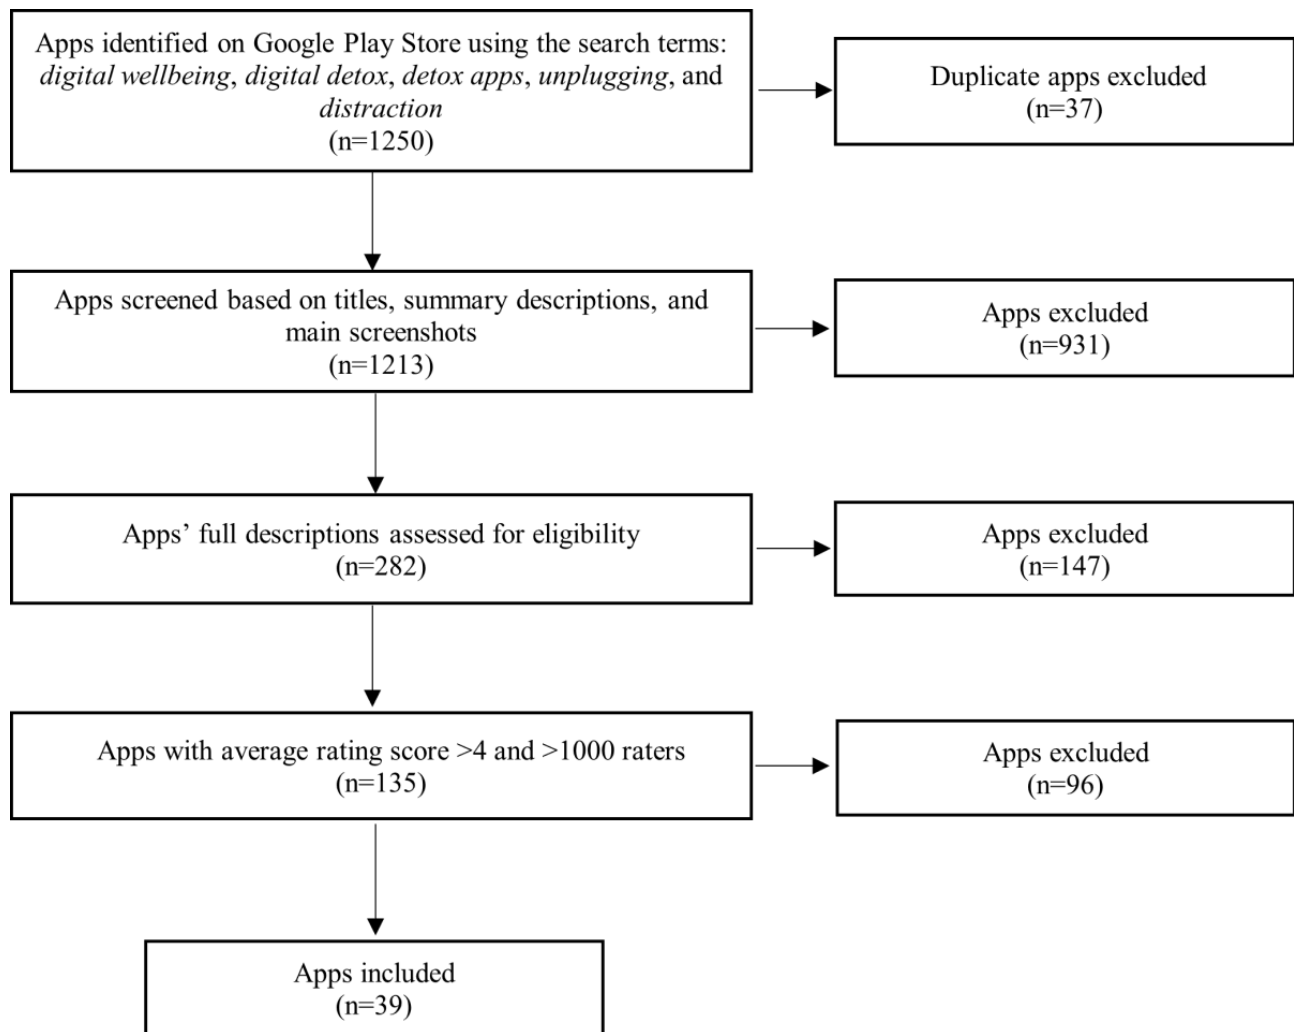 Apps identified on Google Play Store using the search terms:
digital wellbeing, digital detox, detox apps, unplugging, and
distraction
(n=1250)
Duplicate apps excluded
(n=37)
Apps screened based on titles, summary descriptions, and
main screenshots
(n=1213)
Apps excluded
(n=931)
Apps’ full descriptions assessed for eligibility
(n=282)
Apps excluded
(n=147)
Apps with average rating score >4 and >1000 raters
(n=135)
Apps excluded
(n=96)
Apps included
(n=39)